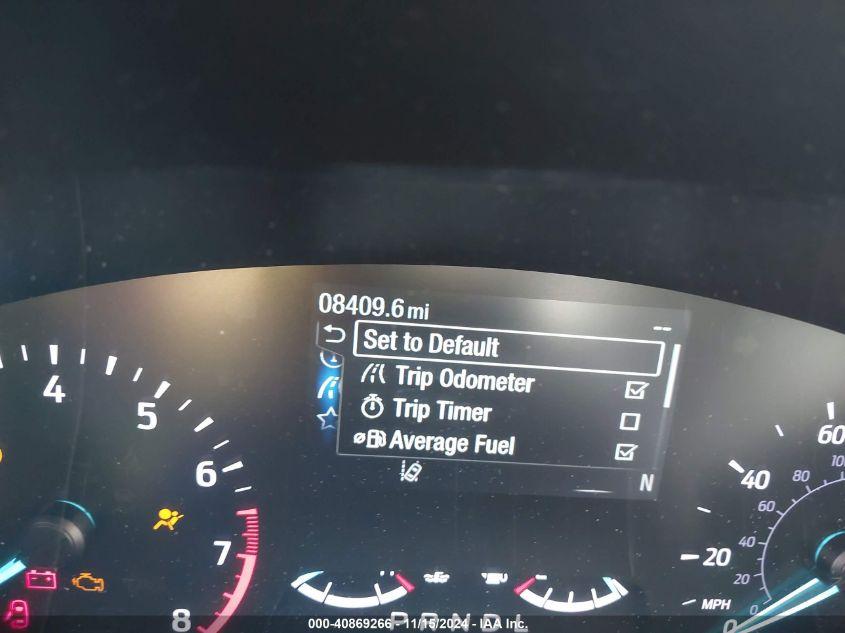 08409.6 mi
--
Set to Default
Trip Odometer
Trip Timer
Average Fuel
N
4
5
6
7
8
60
40
20
0
MPH
100
80
60
40
20
0
P R N D L
000-40869266 - 11/15/2024 - IAA Inc.